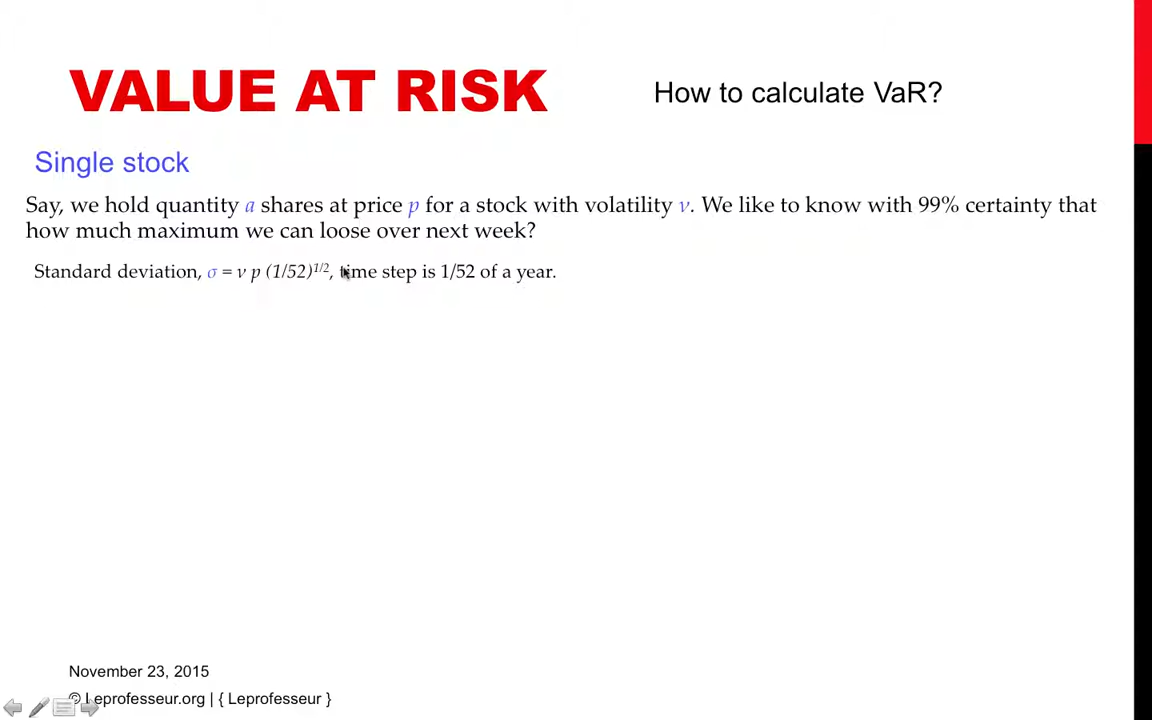 VALUE AT RISK
How to calculate VaR?
Single stock
Say, we hold quantity a shares at price p for a stock with volatility ν. We like to know with 99% certainty that
how much maximum we can loose over next week?
Standard deviation, σ = ν p (1/52)^1/2, time step is 1/52 of a year.
November 23, 2015
© Leprofesseur.org | { Leprofesseur }